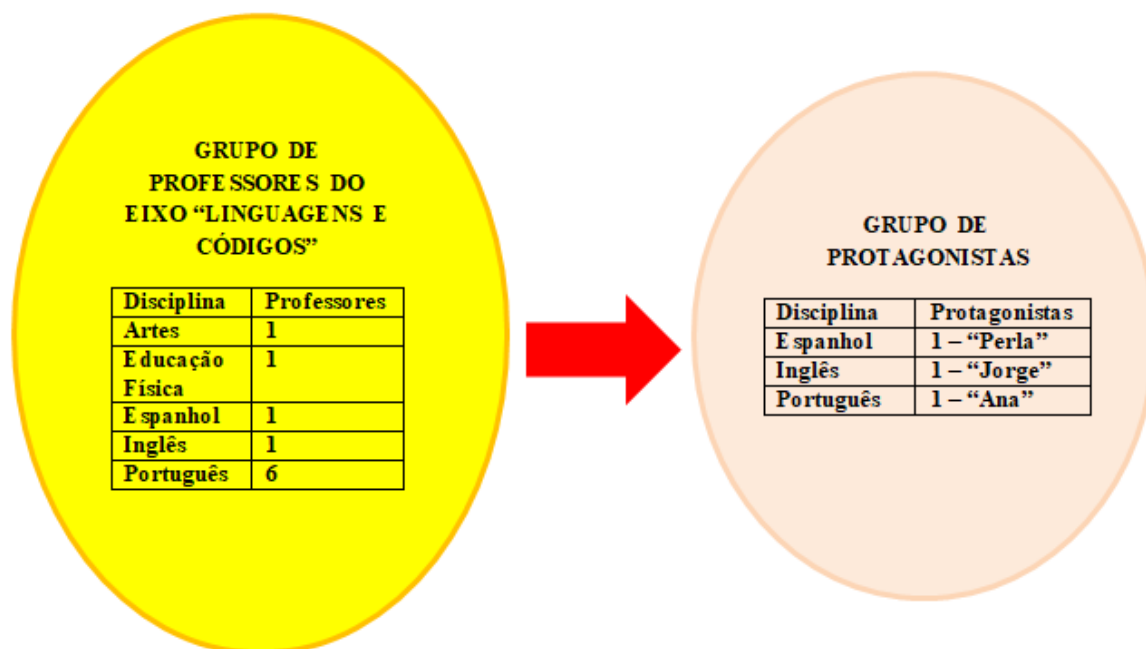 GRUPO DE
PROFESSORES DO
EIXO “LINGUAGENS E
CÓDIGOS”
Disciplina Professores
Artes 1
Educação 1
Física
Espanhol 1
Inglês 1
Português 6
GRUPO DE
PROTAGONISTAS
Disciplina Protagonistas
Espanhol 1 – “Perla”
Inglês 1 – “Jorge”
Português 1 – “Ana”